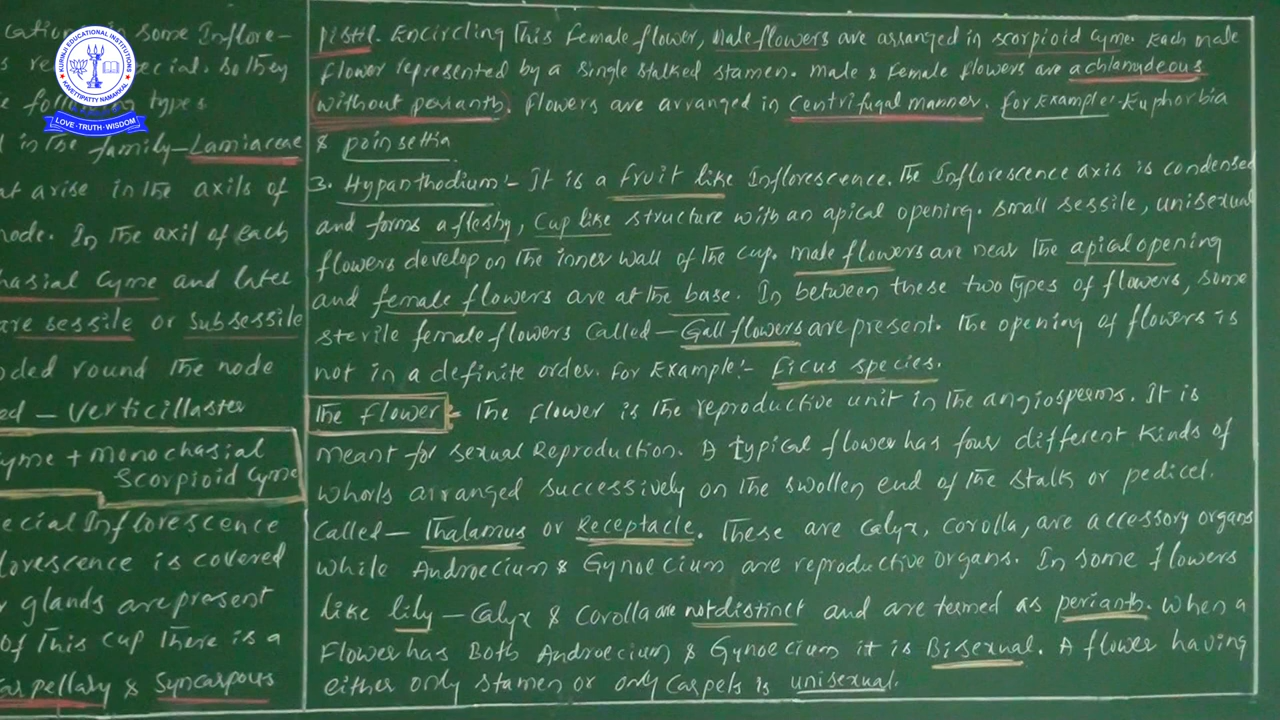 KURINJI EDUCATIONAL INSTITUTIONS
KAVETTIPATTY NAMAKKAL
LOVE · TRUTH · WISDOM
some Inflore-
special. So they
following types
in The family - Lamiaceae
at arise in The axils of
node. In The axil of each
hasial Cyme and later
are sessile or Subsessile
round The node
ed - Verticillaster
cyme + monochasial
Scorpioid Cyme
ecial Inflorescence
lorescence is covered
glands are present
of This cup There is a
carpellary & Syncarpous
pistil. Encircling This female flower, male flowers are arranged in scorpioid cyme. Each male
flower represented by a single stalked stamen. male & female flowers are achlamydeous
without perianth. Flowers are arranged in centrifugal manner. For Example:- Euphorbia
& poinsettia.
3. Hypanthodium:- It is a fruit like Inflorescence. The Inflorescence axis is condensed
and forms a fleshy, Cup like structure with an apical opening. small sessile, unisexual
flowers develop on The inner wall of The cup. male flowers are near The apical opening
and female flowers are at The base. In between these two types of flowers, some
sterile female flowers called - Gall flowers are present. The opening of flowers is
not in a definite order. For Example:- Ficus species.
The Flower - The flower is The reproductive unit in The angiosperms. It is
meant for sexual Reproduction. A typical flower has four different kinds of
whorls arranged successively on The swollen end of The stalk or pedicel.
Called - Thalamus or Receptacle. These are Calyx, Corolla, are accessory organs
while Androecium & Gynoecium are reproductive organs. In some flowers
like lily - Calyx & Corolla are not distinct and are termed as perianth. When a
Flower has Both Androecium & Gynoecium it is Bisexual. A flower having
either only stamen or only carpels is unisexual.